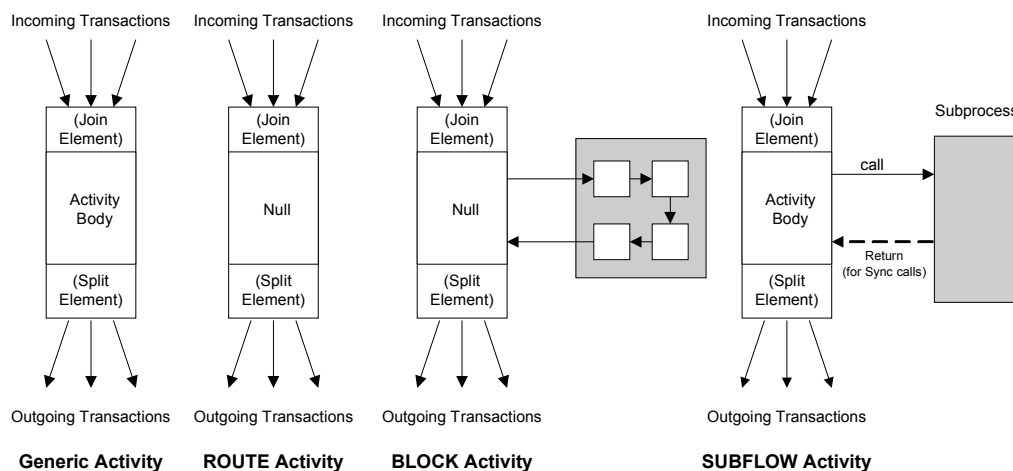 Incoming Transactions
Incoming Transactions
Incoming Transactions
Incoming Transactions
(Join
Element)
Activity
Body
(Split
Element)
(Join
Element)
Null
(Split
Element)
(Join
Element)
Null
(Split
Element)
(Join
Element)
Activity
Body
(Split
Element)
call
Return
(for Sync calls)
Subprocess
Outgoing Transactions
Outgoing Transactions
Outgoing Transactions
Outgoing Transactions
Generic Activity
ROUTE Activity
BLOCK Activity
SUBFLOW Activity